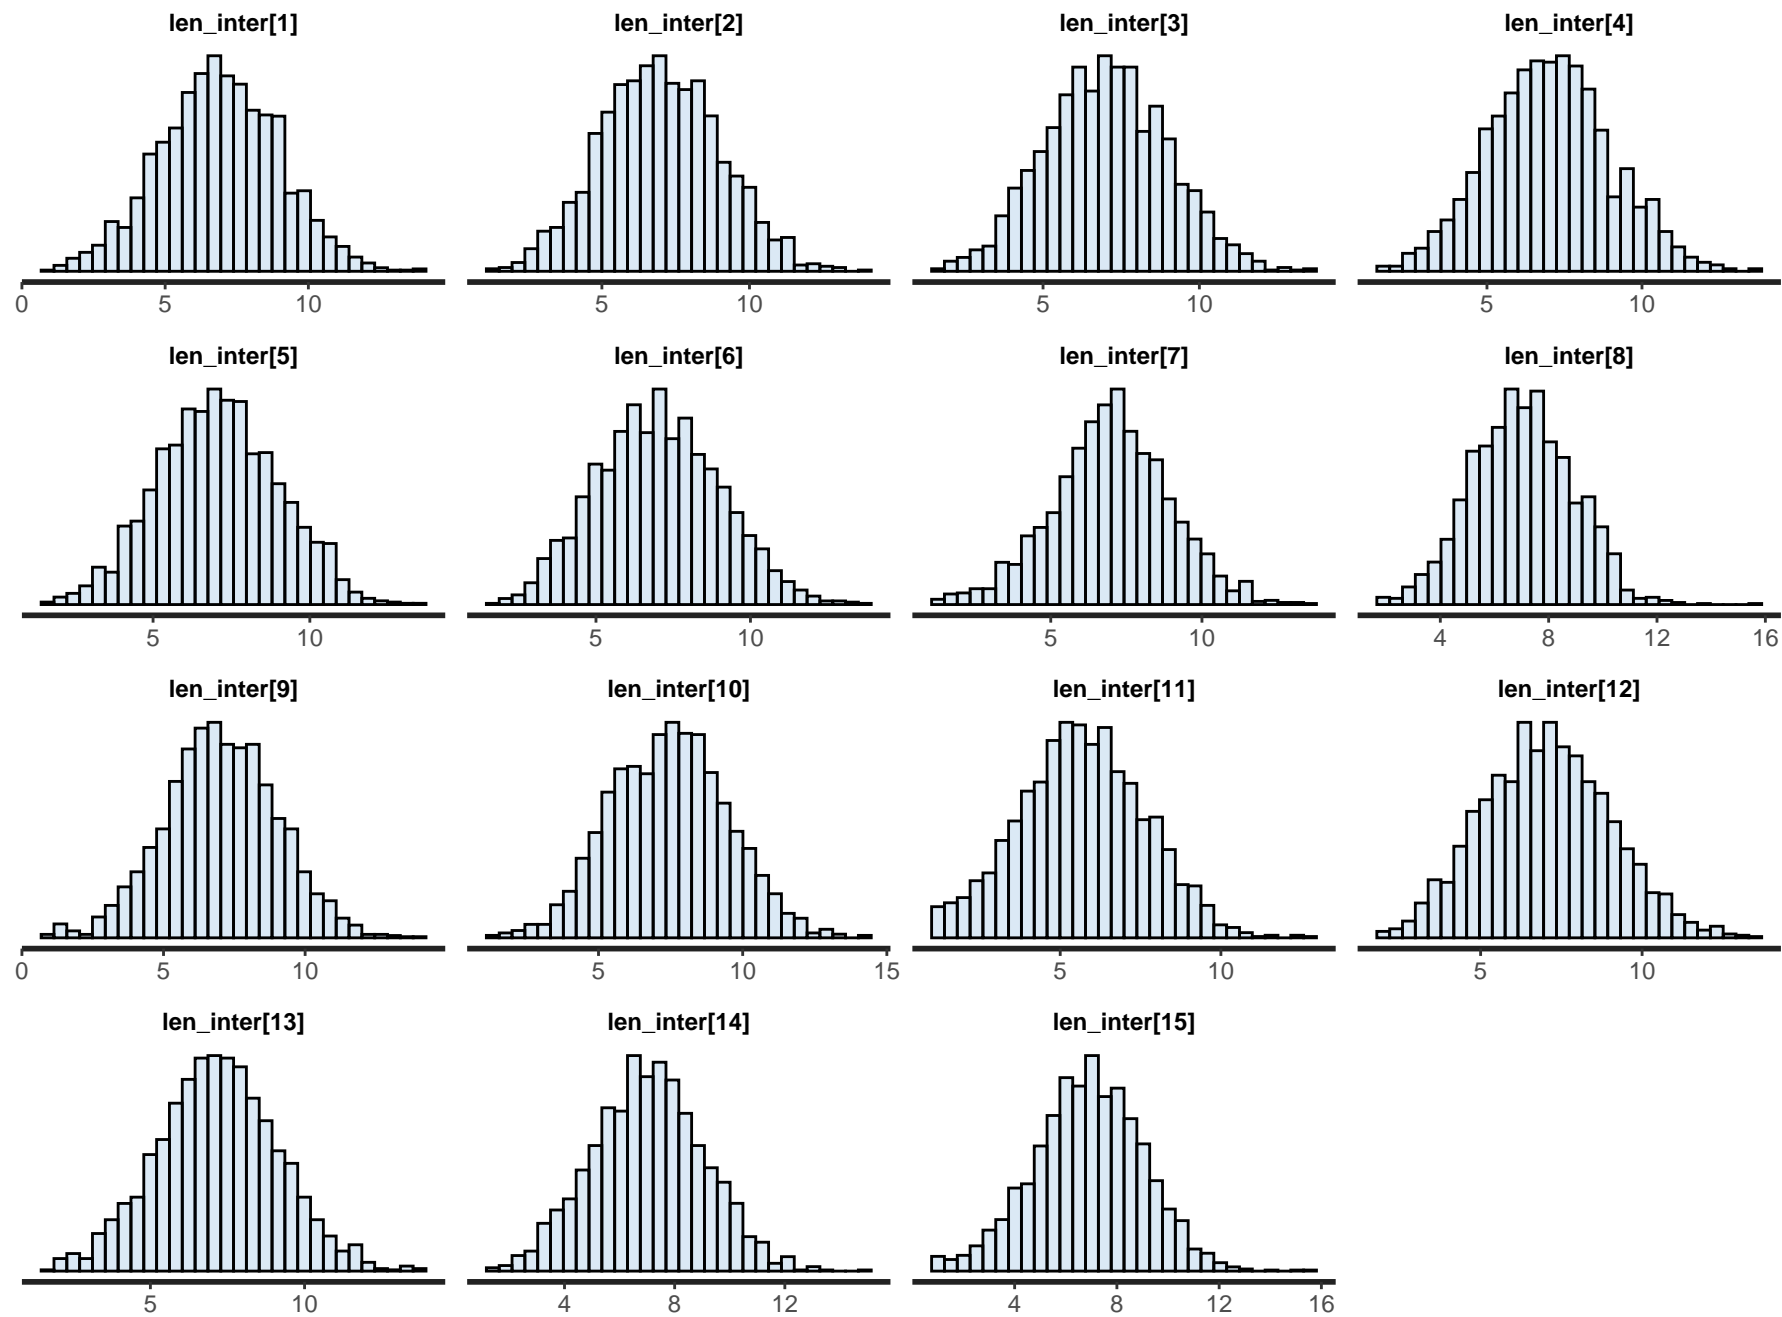 len_inter[1] len_inter[2] len_inter[3] len_inter[4]
0 5 10 5 10 5 10 5 10
len_inter[5] len_inter[6] len_inter[7] len_inter[8]
5 10 5 10 5 10 4 8 12 16
len_inter[9] len_inter[10] len_inter[11] len_inter[12]
0 5 10 5 10 15 5 10 5 10
len_inter[13] len_inter[14] len_inter[15]
5 10 4 8 12 4 8 12 16